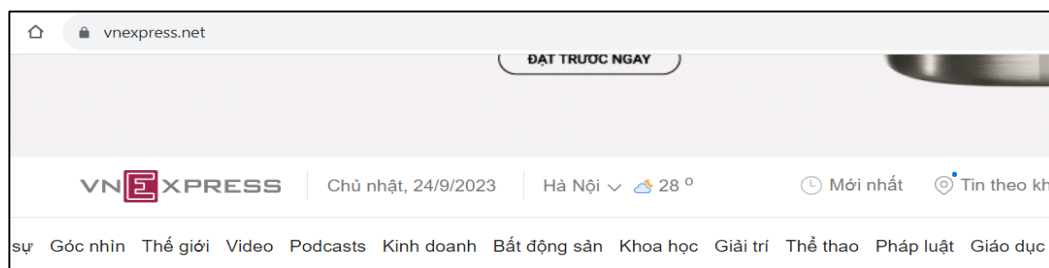 vnexpress.net
ĐẶT TRƯỚC NGAY
VNEXPRESS Chủ nhật, 24/9/2023 Hà Nội 28 º Mới nhất Tin theo kh
sự Góc nhìn Thế giới Video Podcasts Kinh doanh Bất động sản Khoa học Giải trí Thể thao Pháp luật Giáo dục